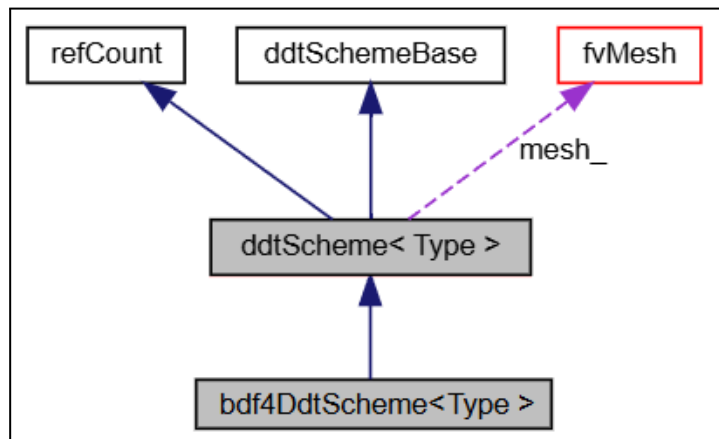 refCount ddtSchemeBase fvMesh
mesh_
ddtScheme< Type >
bdf4DdtScheme<Type >